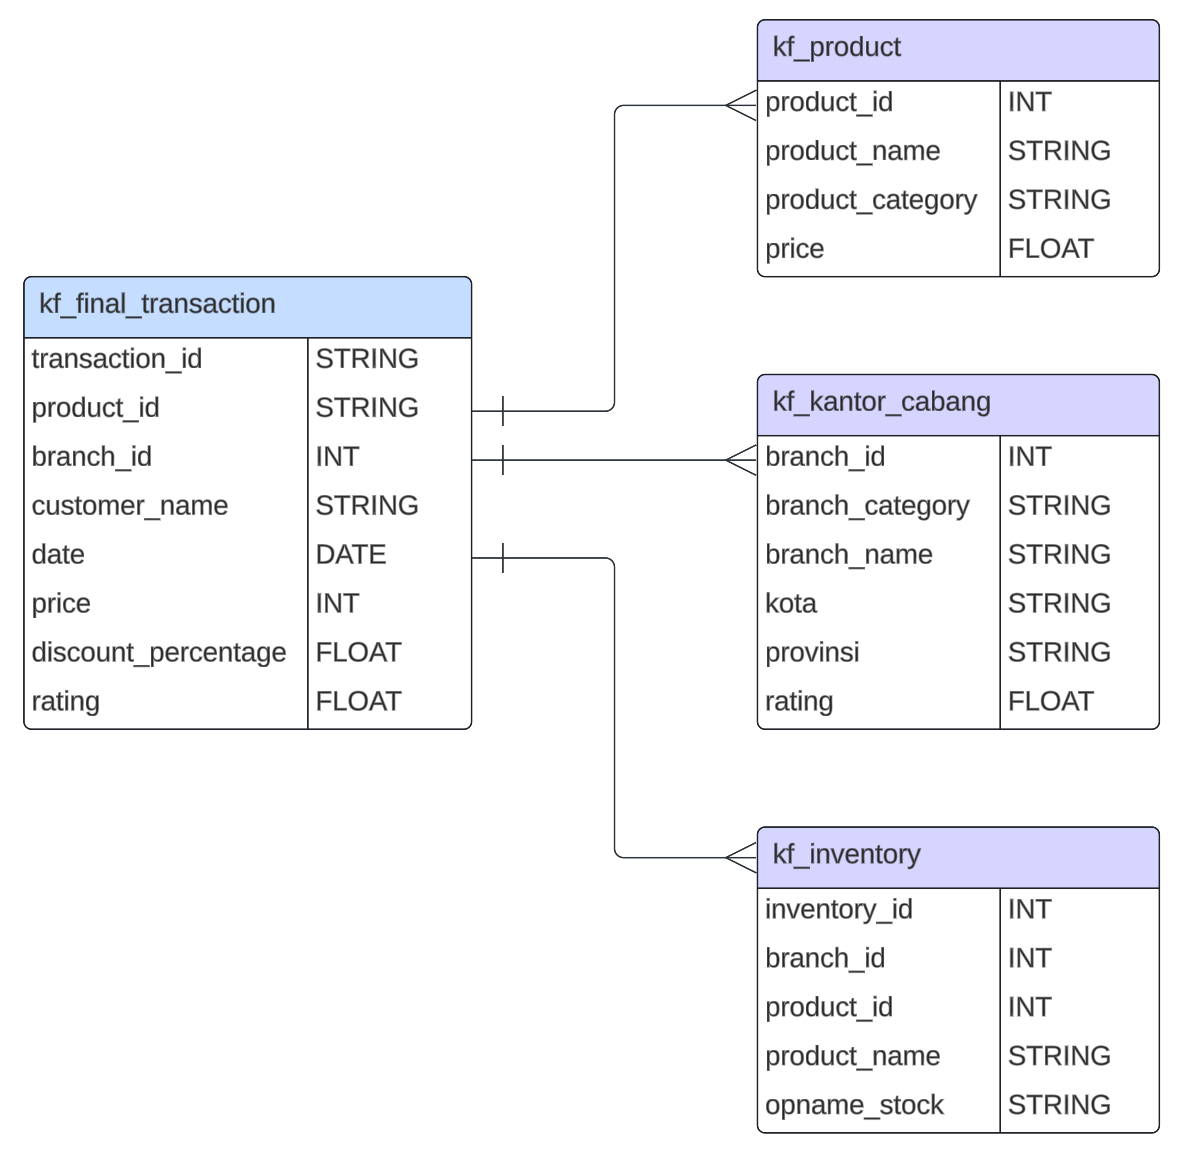 kf_product
product_id INT
product_name STRING
product_category STRING
price FLOAT
kf_final_transaction
transaction_id STRING
product_id STRING
branch_id INT
customer_name STRING
date DATE
price INT
discount_percentage FLOAT
rating FLOAT
kf_kantor_cabang
branch_id INT
branch_category STRING
branch_name STRING
kota STRING
provinsi STRING
rating FLOAT
kf_inventory
inventory_id INT
branch_id INT
product_id INT
product_name STRING
opname_stock STRING